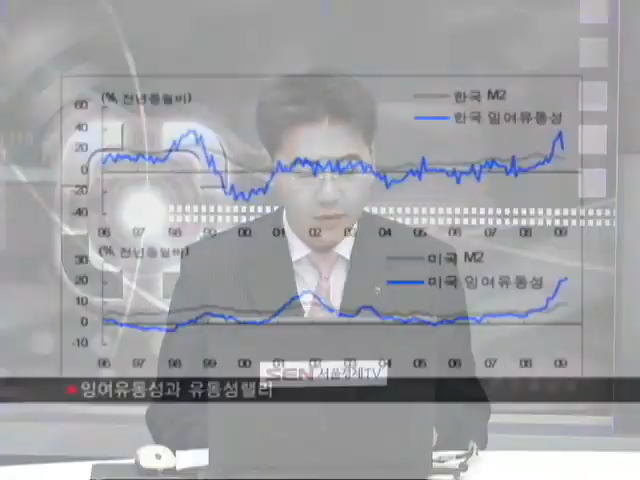 (%, 전년동월비)
한국 M2
한국 잉여유동성
60
40
20
0
-20
-40
96 97 98 99 00 01 02 03 04 05 06 07 08 09
(%, 전년동월비)
미국 M2
미국 잉여유동성
30
20
10
0
-10
96 97 98 99 00 01 02 03 04 05 06 07 08 09
SEN 서울경제TV
잉여유동성과 유동성랠리